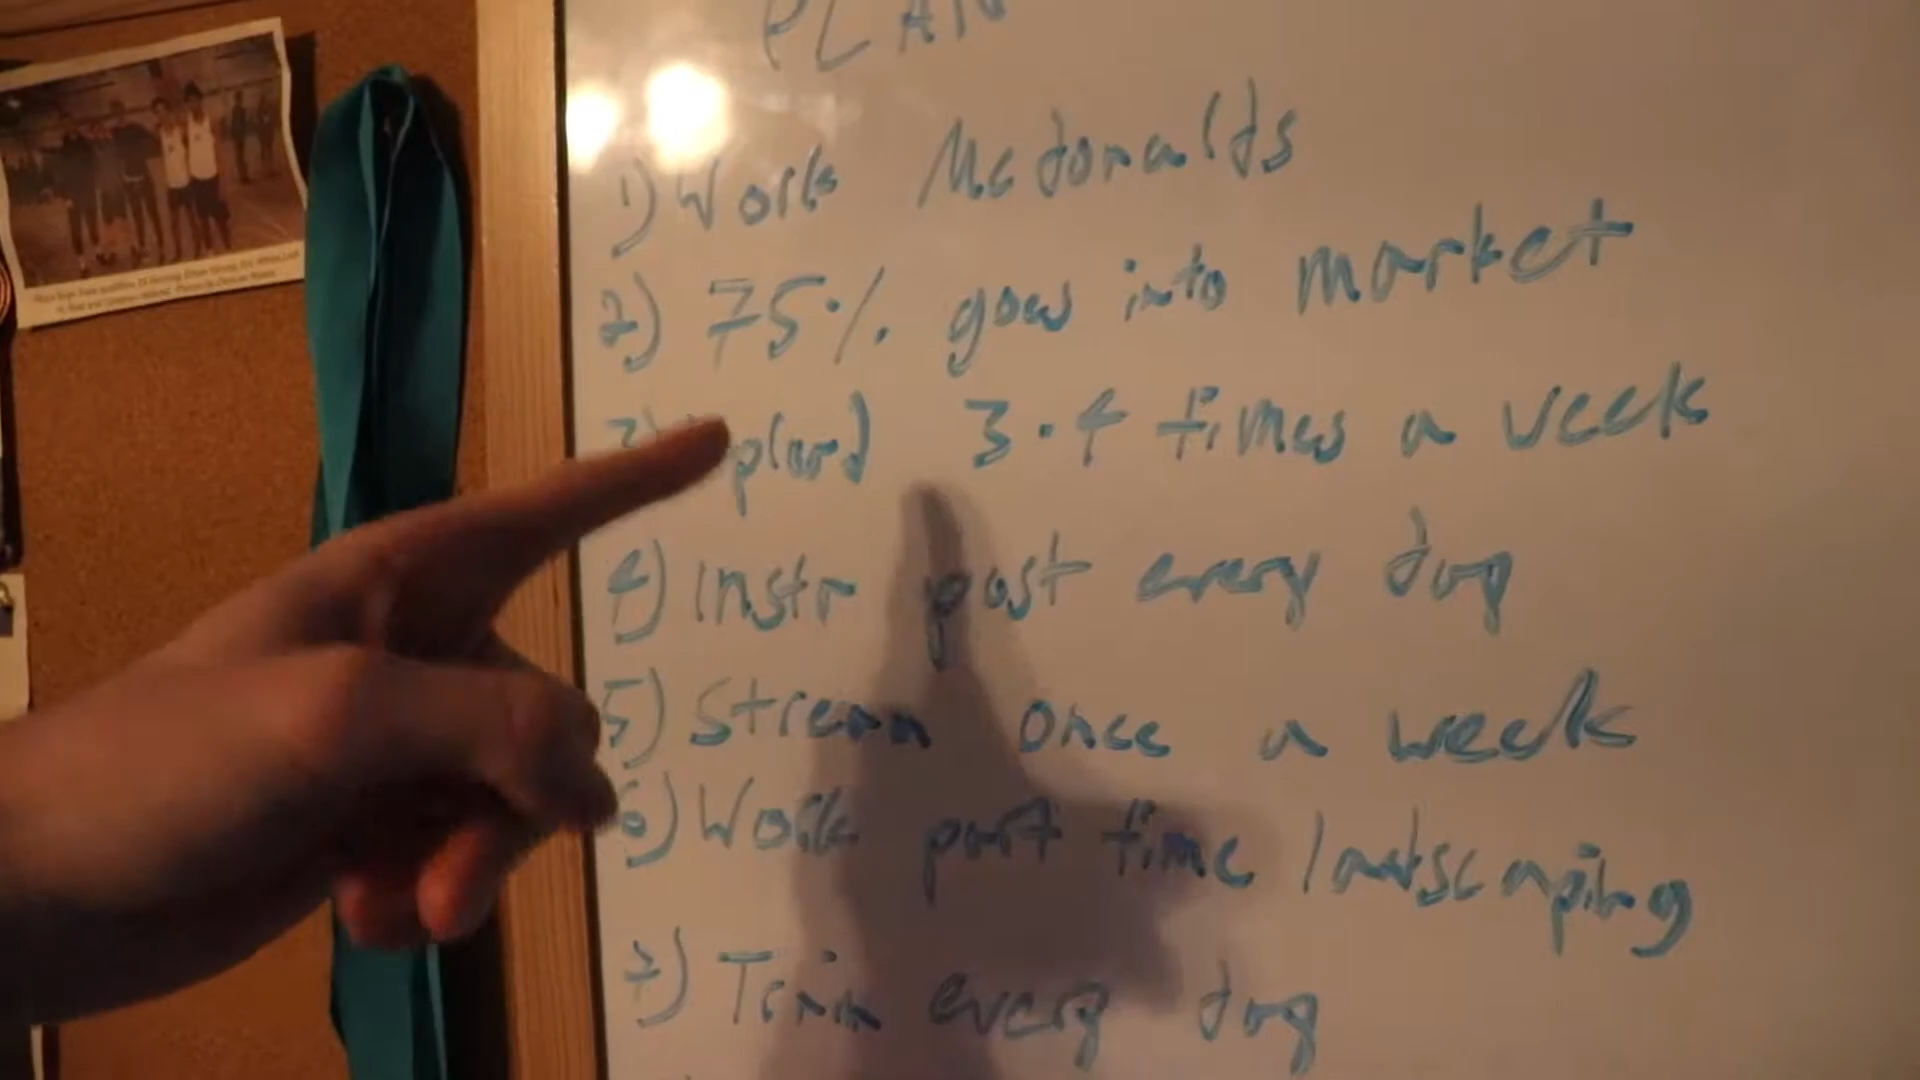 PLAN
1) Work Mcdonalds
2) 75% goes into market
3) Upload 3-4 times a week
4) Insta post every day
5) Stream once a week
6) Work part time landscaping
7) Train every day